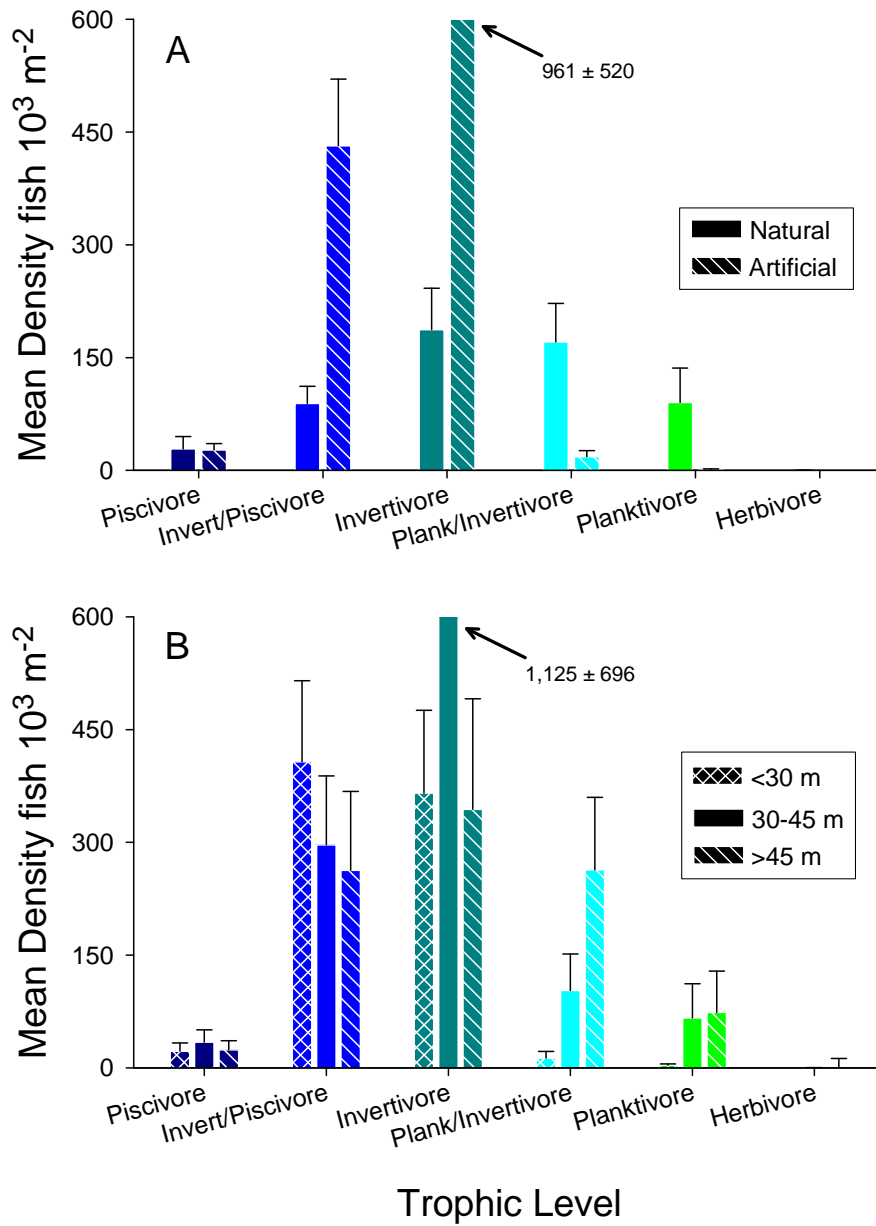 A
600
450
300
150
0
Mean Density fish 10³ m⁻²
961 ± 520
Natural
Artificial
Piscivore
Invert/Piscivore
Invertivore
Plank/Invertivore
Planktivore
Herbivore
B
600
450
300
150
0
Mean Density fish 10³ m⁻²
1,125 ± 696
<30 m
30-45 m
>45 m
Piscivore
Invert/Piscivore
Invertivore
Plank/Invertivore
Planktivore
Herbivore
Trophic Level